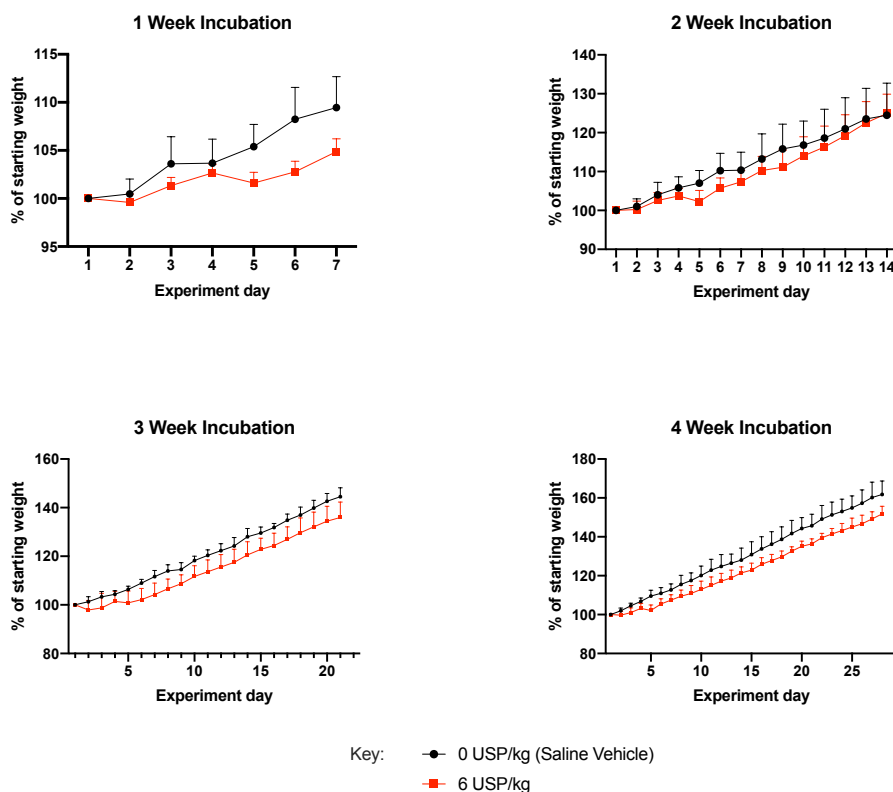 1 Week Incubation
% of starting weight
115
110
105
100
95
1 2 3 4 5 6 7
Experiment day
2 Week Incubation
% of starting weight
140
130
120
110
100
90
1 2 3 4 5 6 7 8 9 10 11 12 13 14
Experiment day
3 Week Incubation
% of starting weight
160
140
120
100
80
5 10 15 20
Experiment day
4 Week Incubation
% of starting weight
180
160
140
120
100
80
5 10 15 20 25
Experiment day
Key:
0 USP/kg (Saline Vehicle)
6 USP/kg